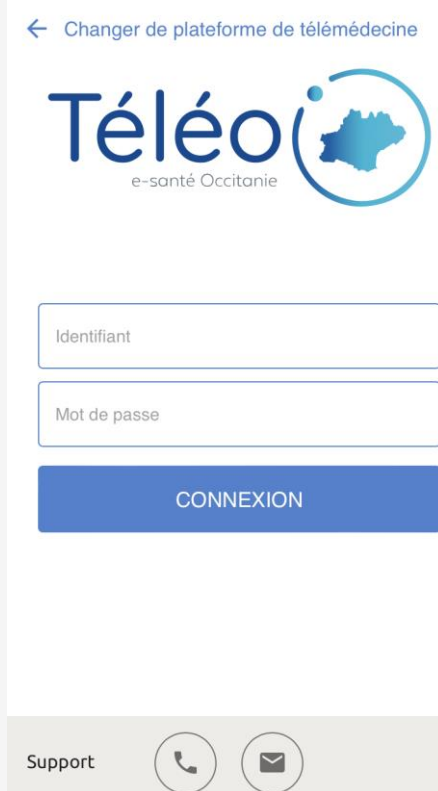 Changer de plateforme de télémédecine
Téléo
e-santé Occitanie
Identifiant
Mot de passe
CONNEXION
Support